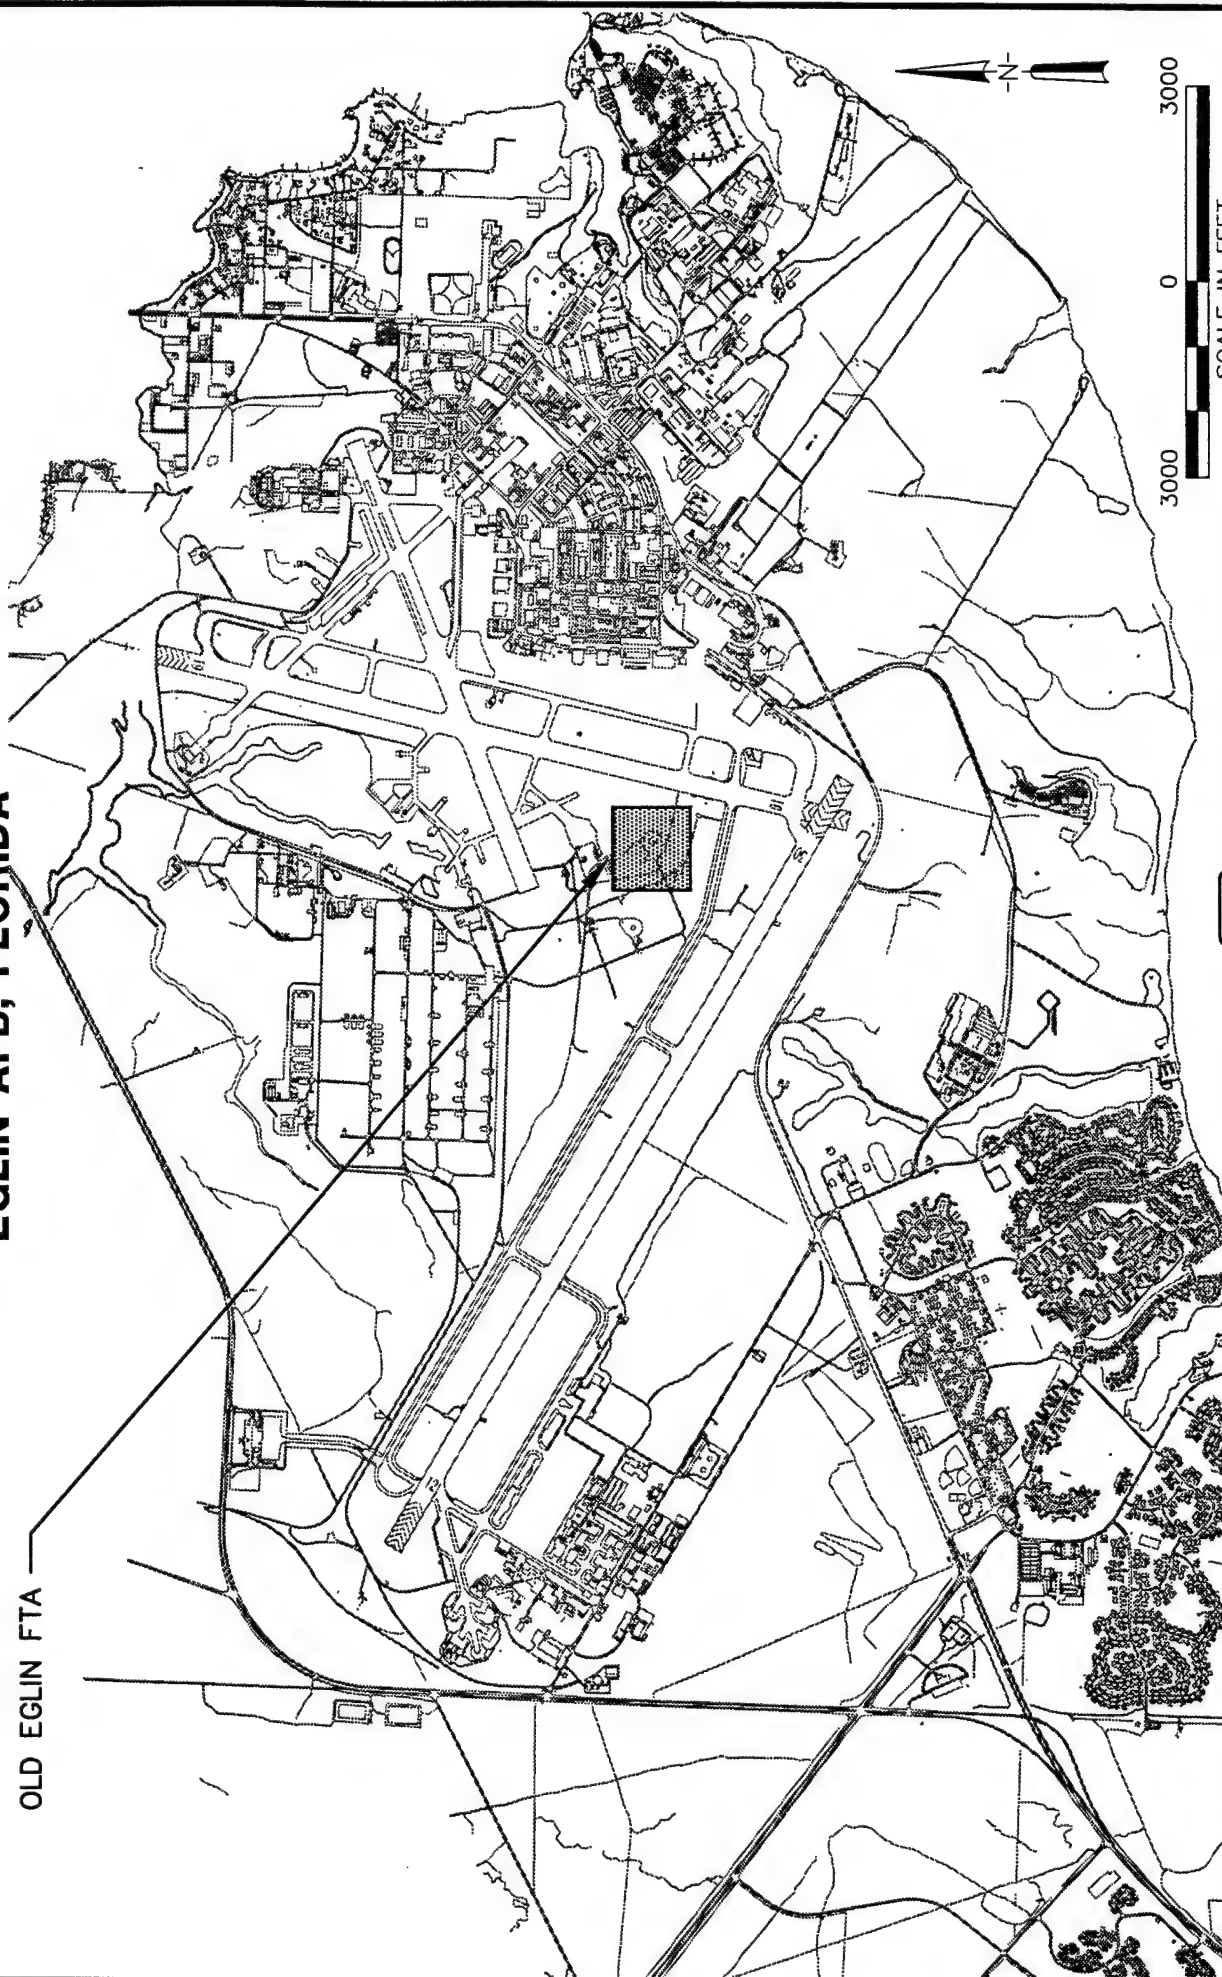 EGLIN AFB, FLORIDA
OLD EGLIN FTA
N
3000 0 3000
SCALE IN FEET